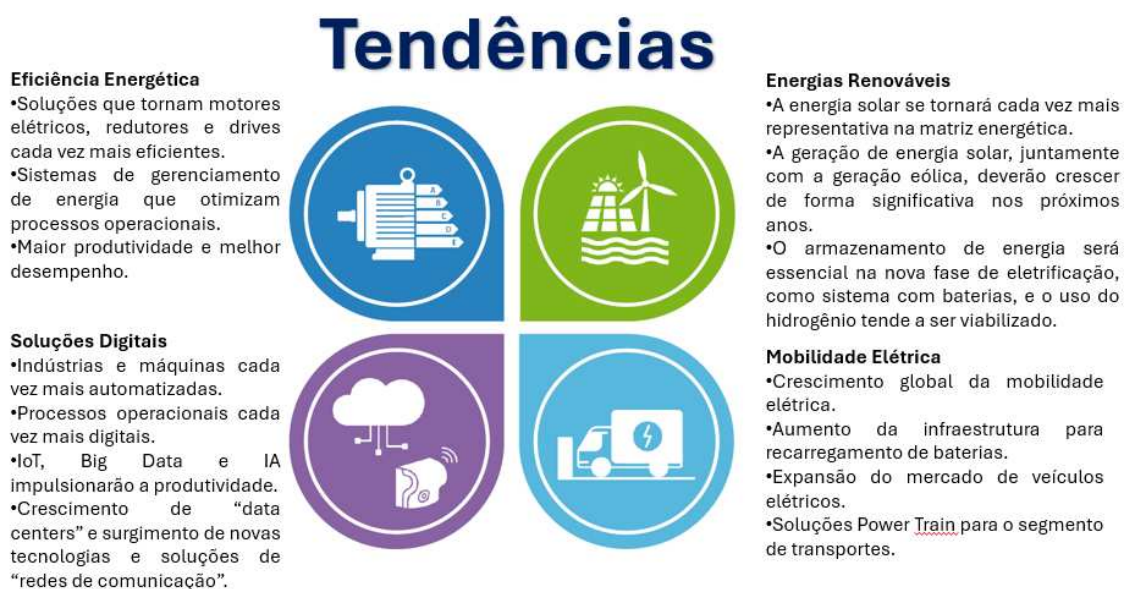 Tendências
Eficiência Energética
•Soluções que tornam motores
elétricos, redutores e drives
cada vez mais eficientes.
•Sistemas de gerenciamento
de energia que otimizam
processos operacionais.
•Maior produtividade e melhor
desempenho.
Soluções Digitais
•Indústrias e máquinas cada
vez mais automatizadas.
•Processos operacionais cada
vez mais digitais.
•IoT, Big Data e IA
impulsionarão a produtividade.
•Crescimento de “data
centers” e surgimento de novas
tecnologias e soluções de
“redes de comunicação”.
A
B
C
D
E
Energias Renováveis
•A energia solar se tornará cada vez mais
representativa na matriz energética.
•A geração de energia solar, juntamente
com a geração eólica, deverão crescer
de forma significativa nos próximos
anos.
•O armazenamento de energia será
essencial na nova fase de eletrificação,
como sistema com baterias, e o uso do
hidrogênio tende a ser viabilizado.
Mobilidade Elétrica
•Crescimento global da mobilidade
elétrica.
•Aumento da infraestrutura para
recarregamento de baterias.
•Expansão do mercado de veículos
elétricos.
•Soluções Power Train para o segmento
de transportes.